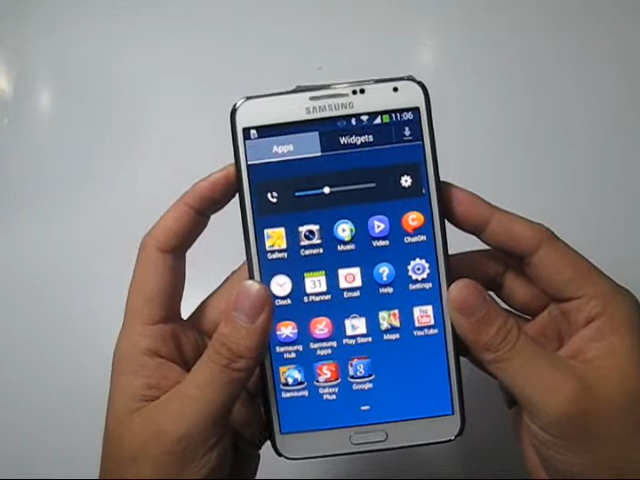 SAMSUNG
11:06
Apps Widgets
Gallery Camera Music Video ChatON
31
Clock S Planner Email Help Settings
Samsung Hub Samsung Apps Play Store Maps YouTube
Samsung Galaxy Plus Google